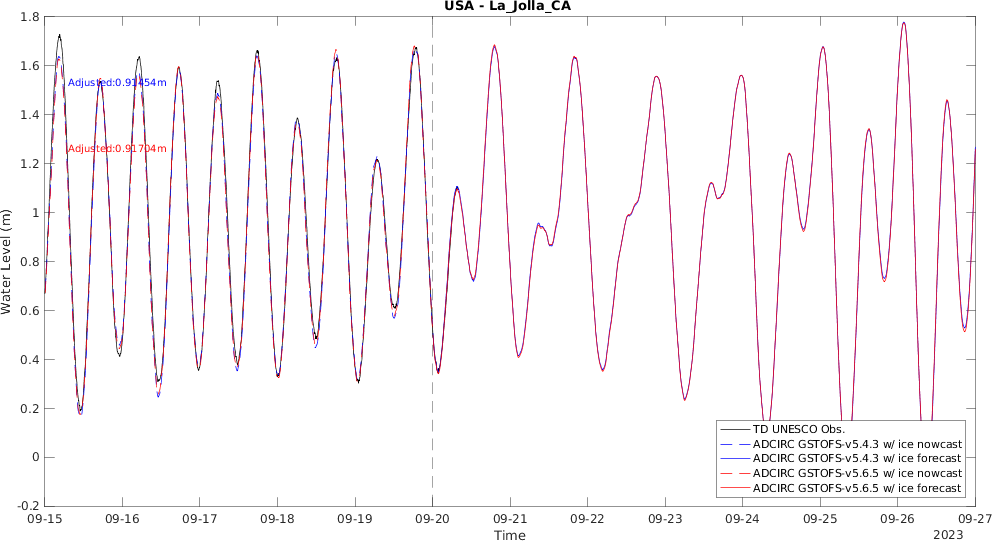 USA - La_Jolla_CA
1.8
1.6
1.4
1.2
1
0.8
0.6
0.4
0.2
0
-0.2
Water Level (m)
Adjusted:0.91454m
Adjusted:0.91704m
TD UNESCO Obs.
ADCIRC GSTOFS-v5.4.3 w/ ice nowcast
ADCIRC GSTOFS-v5.4.3 w/ ice forecast
ADCIRC GSTOFS-v5.6.5 w/ ice nowcast
ADCIRC GSTOFS-v5.6.5 w/ ice forecast
09-15 09-16 09-17 09-18 09-19 09-20 09-21 09-22 09-23 09-24 09-25 09-26 09-27
Time
2023